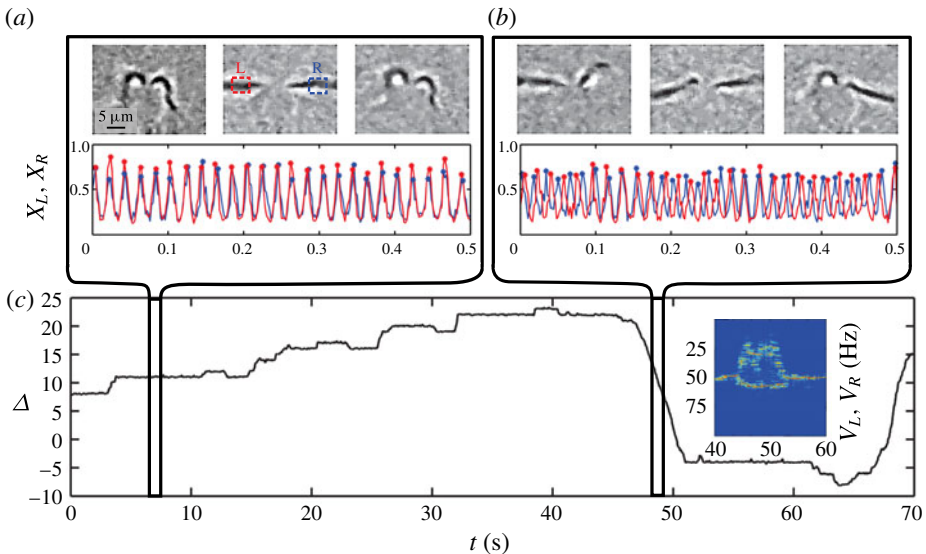 (a)
(b)
L
R
5 μm
X_L, X_R
1.0
0.5
0 0.1 0.2 0.3 0.4 0.5
1.0
0.5
0 0.1 0.2 0.3 0.4 0.5
(c)
Δ
25
20
15
10
5
0
−5
−10
25
50
75
40 50 60
V_L, V_R (Hz)
0 10 20 30 40 50 60 70
t (s)